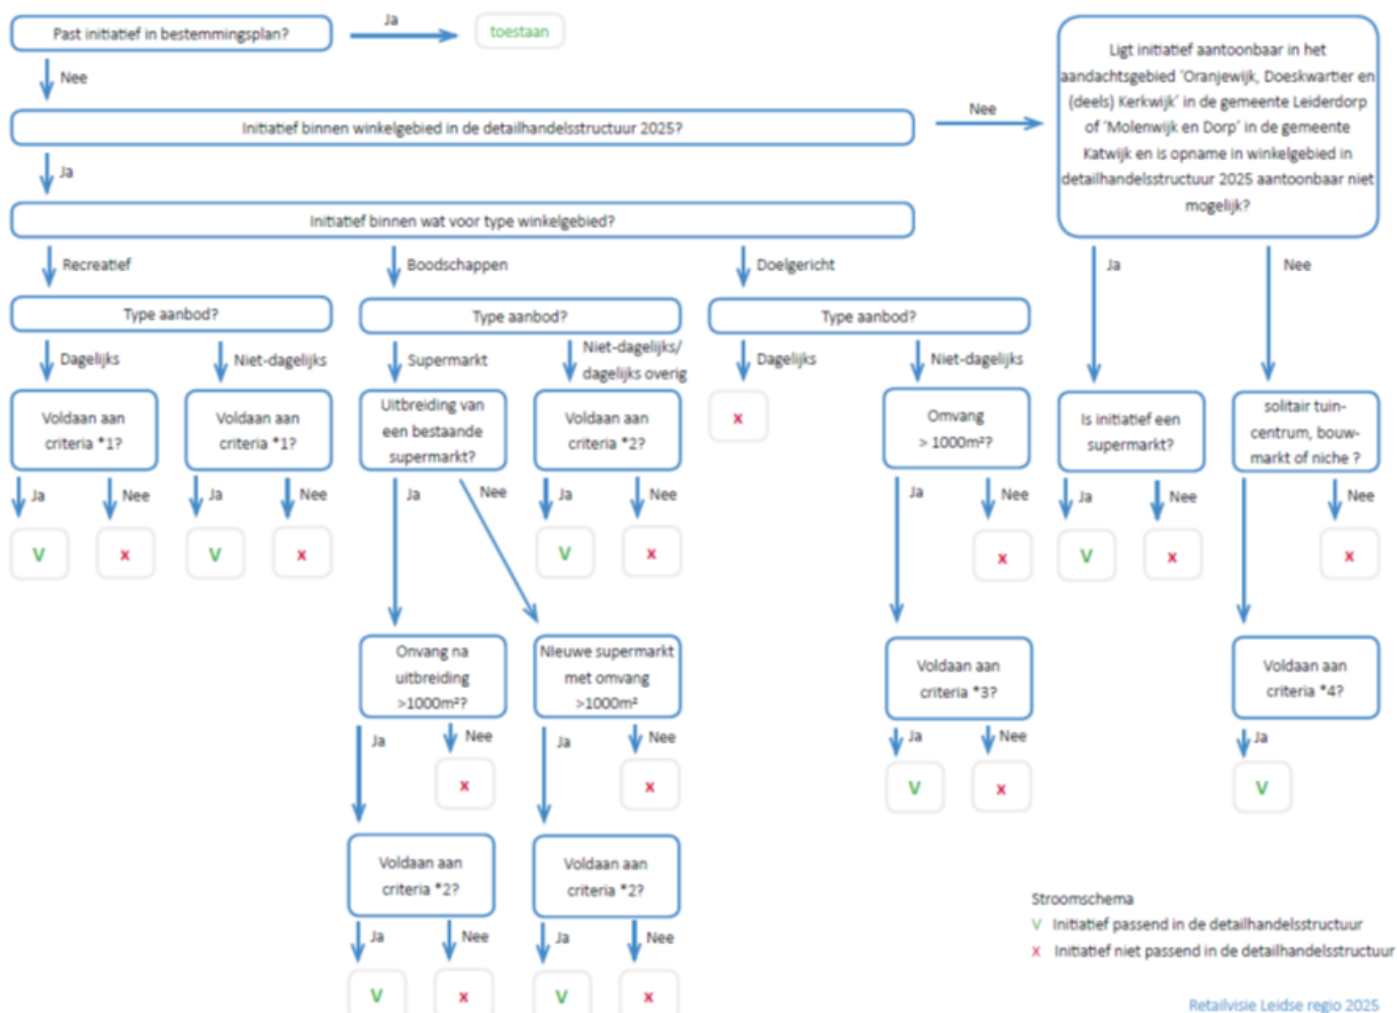 Past initiatief in bestemmingsplan?
Ja
toestaan
Nee
Initiatief binnen winkelgebied in de detailhandelsstructuur 2025?
Nee
Ligt initiatief aantoonbaar in het
aandachtsgebied 'Oranjewijk, Doeskwartier en
(deels) Kerkwijk' in de gemeente Leiderdorp
of 'Molenwijk en Dorp' in de gemeente
Katwijk en is opname in winkelgebied in
detailhandelsstructuur 2025 aantoonbaar niet
mogelijk?
Ja
Initiatief binnen wat voor type winkelgebied?
Recreatief
Boodschappen
Doelgericht
Ja
Nee
Type aanbod?
Type aanbod?
Type aanbod?
Dagelijks
Niet-dagelijks
Supermarkt
Niet-dagelijks/
dagelijks overig
Dagelijks
Niet-dagelijks
Voldaan aan
criteria *1?
Voldaan aan
criteria *1?
Uitbreiding van
een bestaande
supermarkt?
Voldaan aan
criteria *2?
x
Omvang
> 1000m²?
Is initiatief een
supermarkt?
solitair tuin-
centrum, bouw-
markt of niche ?
Ja
Nee
Ja
Nee
Ja
Nee
Ja
Nee
Ja
Nee
Ja
Nee
Nee
V
x
V
x
V
x
x
V
x
x
Onvang na
uitbreiding
>1000m²?
NIeuwe supermarkt
met omvang
>1000m²
Voldaan aan
criteria *3?
Voldaan aan
criteria *4?
Ja
Nee
Ja
Nee
Ja
Nee
Ja
x
x
V
x
V
Voldaan aan
criteria *2?
Voldaan aan
criteria *2?
Ja
Nee
Ja
Nee
V
x
V
x
Stroomschema
V Initiatief passend in de detailhandelsstructuur
x Initiatief niet passend in de detailhandelsstructuur
Retailvisie Leidse regio 2025